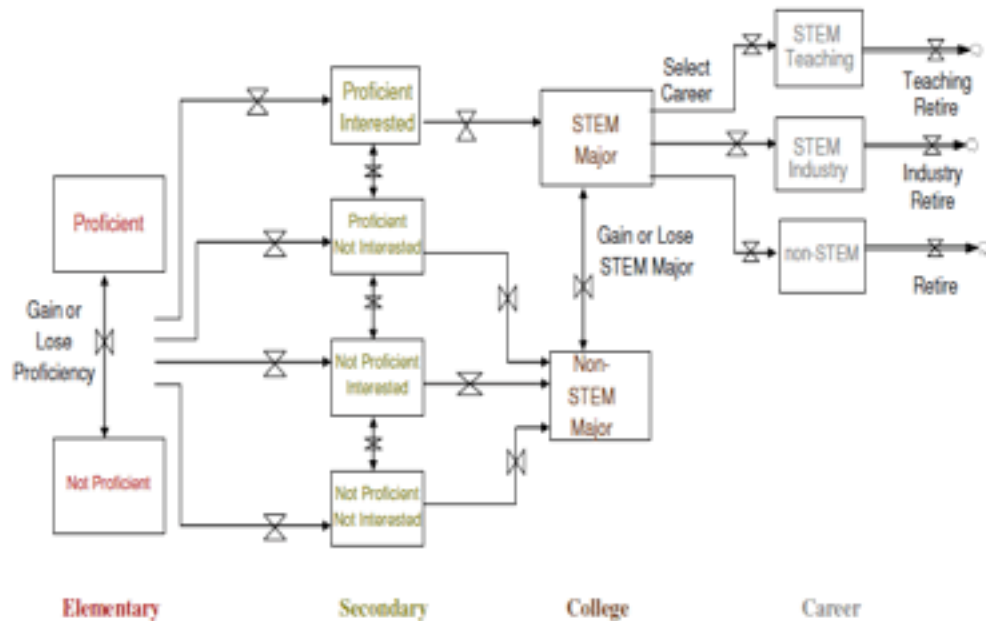 STEM
Teaching
Teaching
Retire
Select
Career
Proficient
Interested
STEM
Major
STEM
Industry
Industry
Retire
Proficient
Proficient
Not Interested
Gain or Lose
STEM Major
non-STEM
Retire
Gain or
Lose
Proficiency
Not Proficient
Interested
Non-
STEM
Major
Not Proficient
Not Proficient
Not Interested
Elementary
Secondary
College
Career